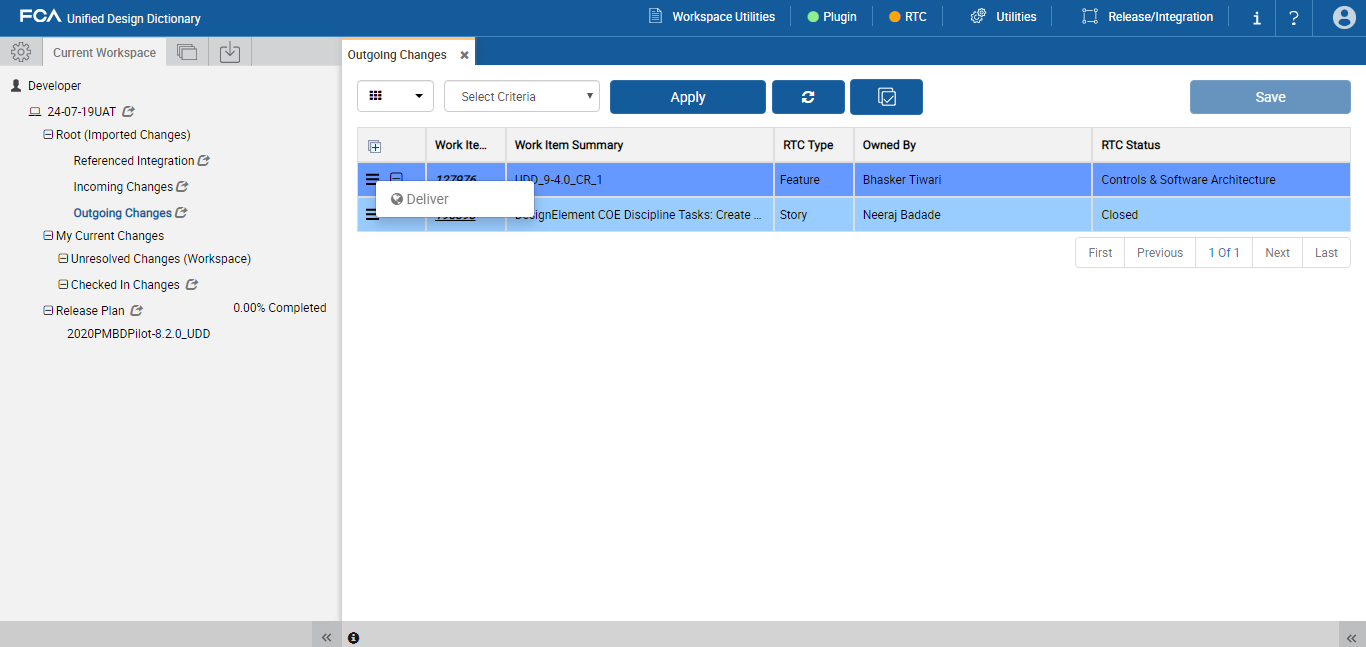 FCA Unified Design Dictionary
Workspace Utilities
Plugin
RTC
Utilities
Release/Integration
i
?
Current Workspace
Outgoing Changes
Developer
24-07-19UAT
Root (Imported Changes)
Referenced Integration
Incoming Changes
Outgoing Changes
My Current Changes
Unresolved Changes (Workspace)
Checked In Changes
Release Plan
0.00% Completed
2020PMBDPilot-8.2.0_UDD
Select Criteria
Apply
Save
Work Ite... Work Item Summary RTC Type Owned By RTC Status
UDD_9-4.0_CR_1 Feature Bhasker Tiwari Controls & Software Architecture
Deliver
DesignElement COE Discipline Tasks: Create ... Story Neeraj Badade Closed
First Previous 1 Of 1 Next Last